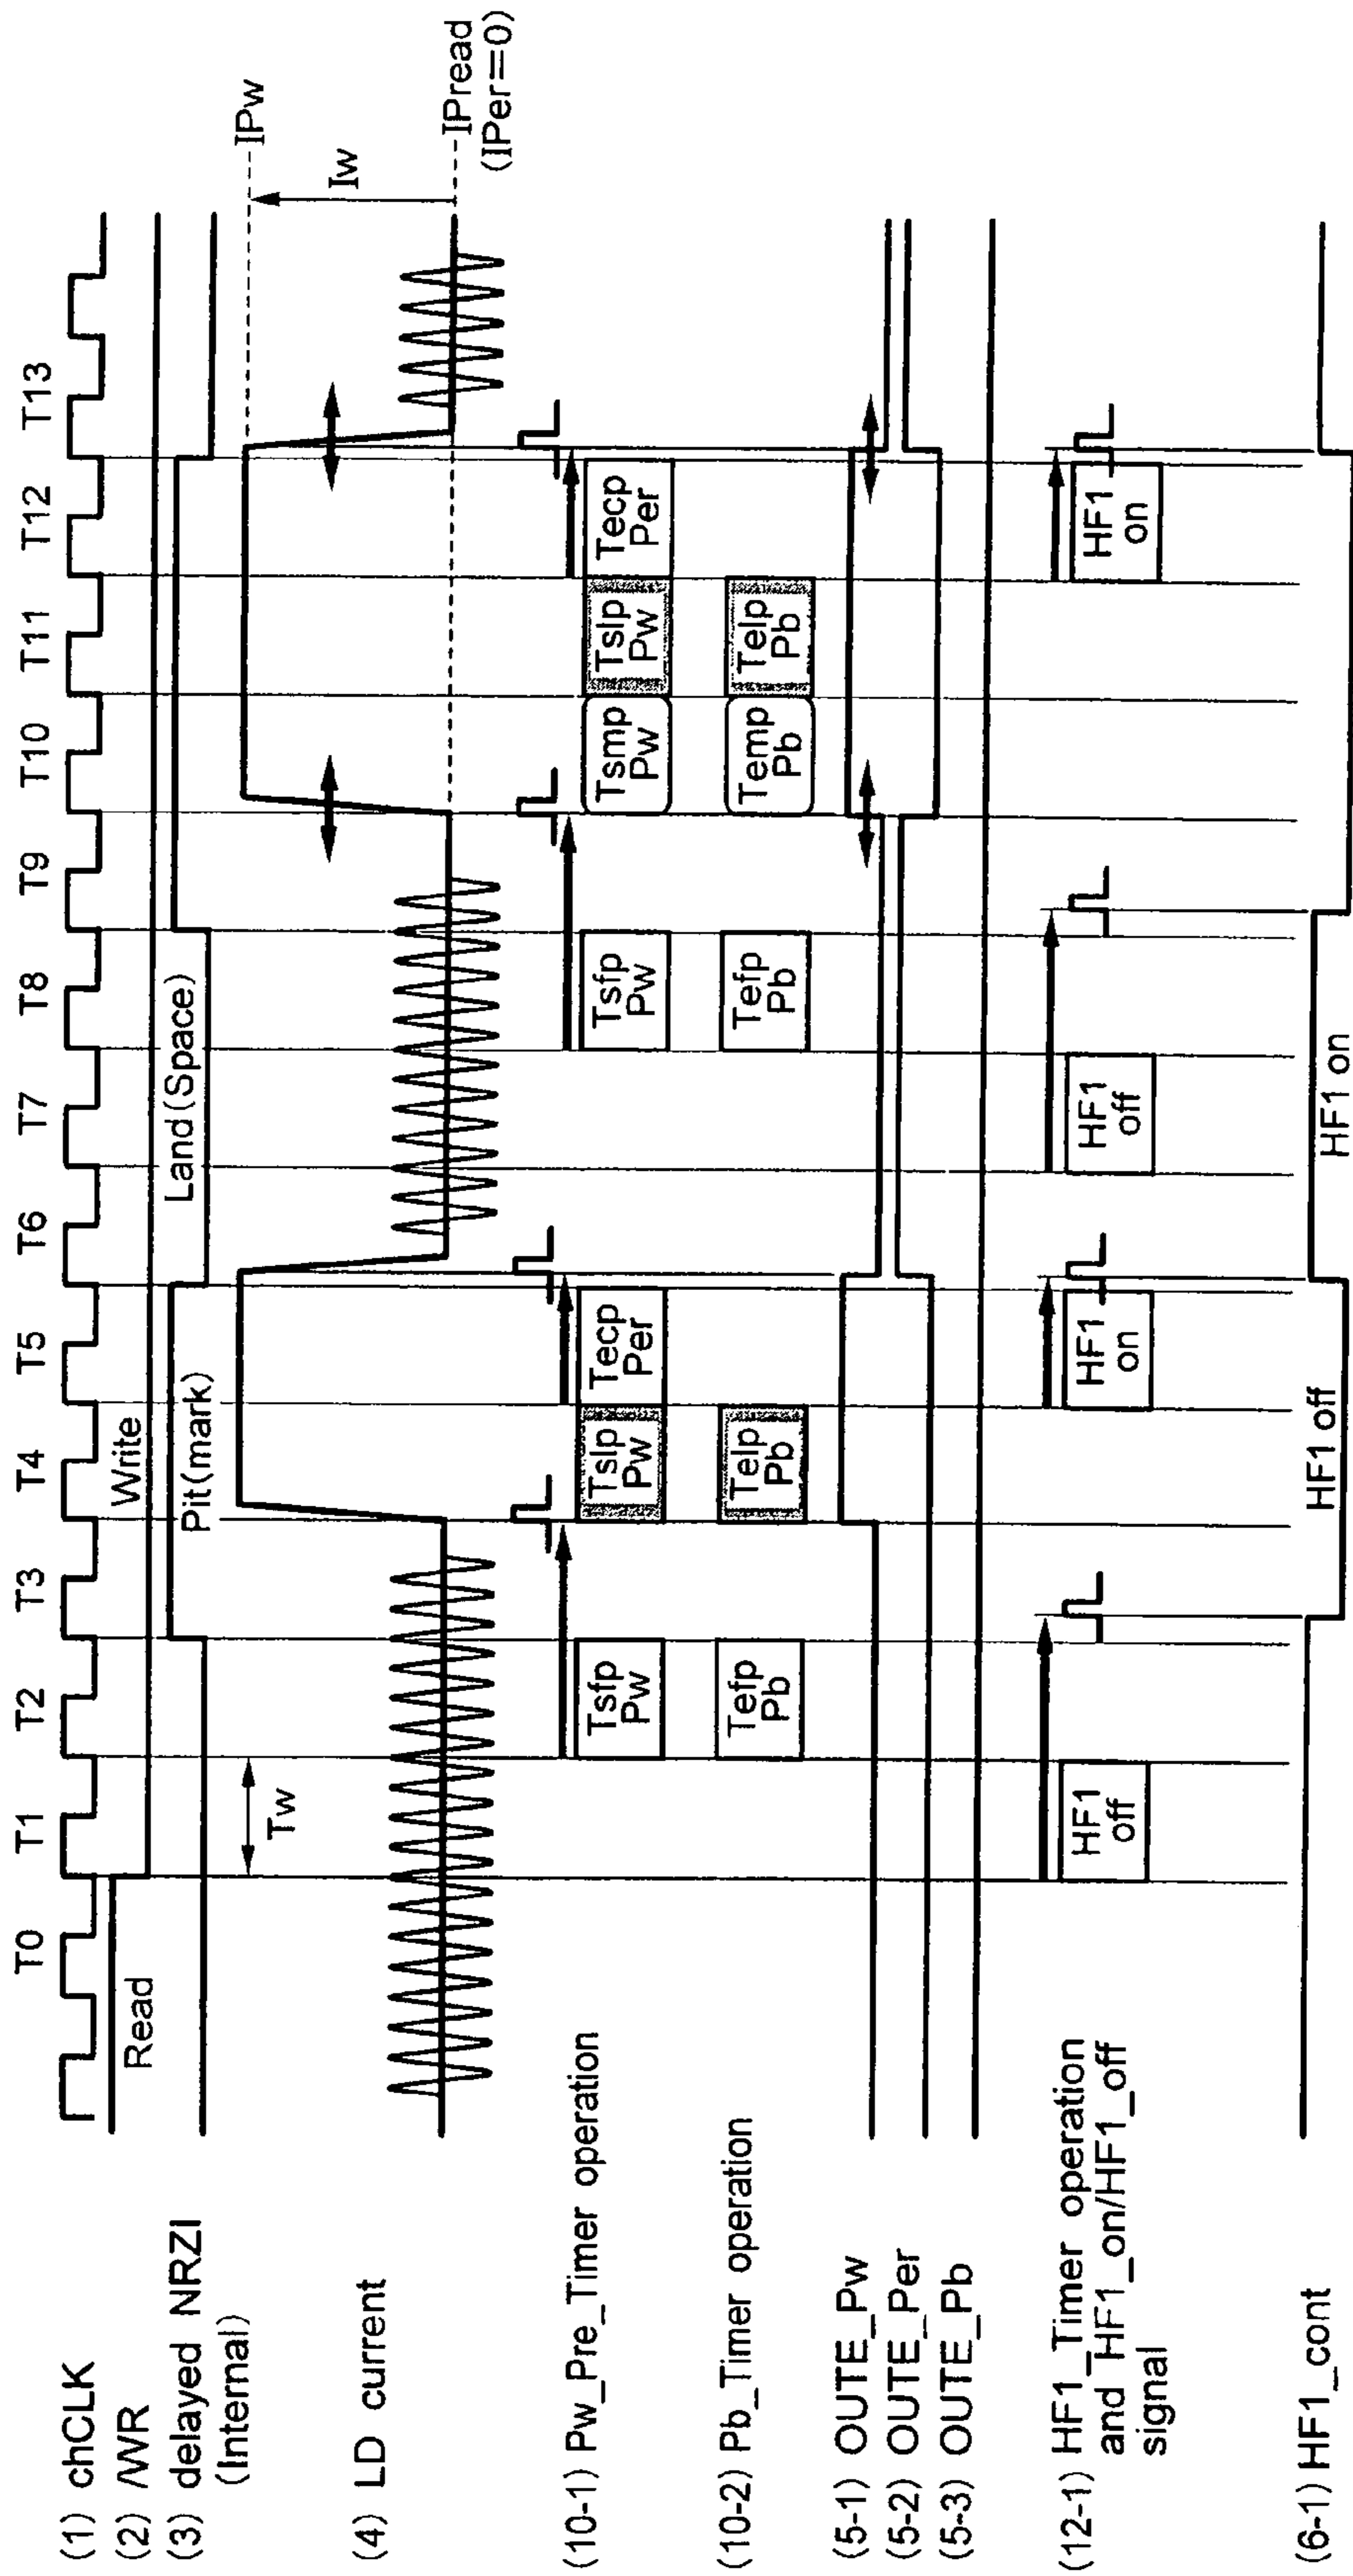 T0 T1 T2 T3 T4 T5 T6 T7 T8 T9 T10 T11 T12 T13
(1) chCLK
(2) /WR
Read
Write
(3) delayed NRZI
(Internal)
Pit(mark)
Land(Space)
Tw
(4) LD current
IPw
Iw
IPread
(IPer=0)
(10-1) Pw_Pre_Timer operation
Tsfp
Pw
Tslp
Pw
Tecp
Per
Tsfp
Pw
Tsmp
Pw
Tslp
Pw
Tecp
Per
(10-2) Pb_Timer operation
Tefp
Pb
Telp
Pb
Tefp
Pb
Temp
Pb
Telp
Pb
(5-1) OUTE_Pw
(5-2) OUTE_Per
(5-3) OUTE_Pb
(12-1) HF1_Timer operation
and HF1_on/HF1_off
signal
HF1
off
HF1
on
HF1
off
HF1
on
(6-1) HF1_cont
HF1 off
HF1 on